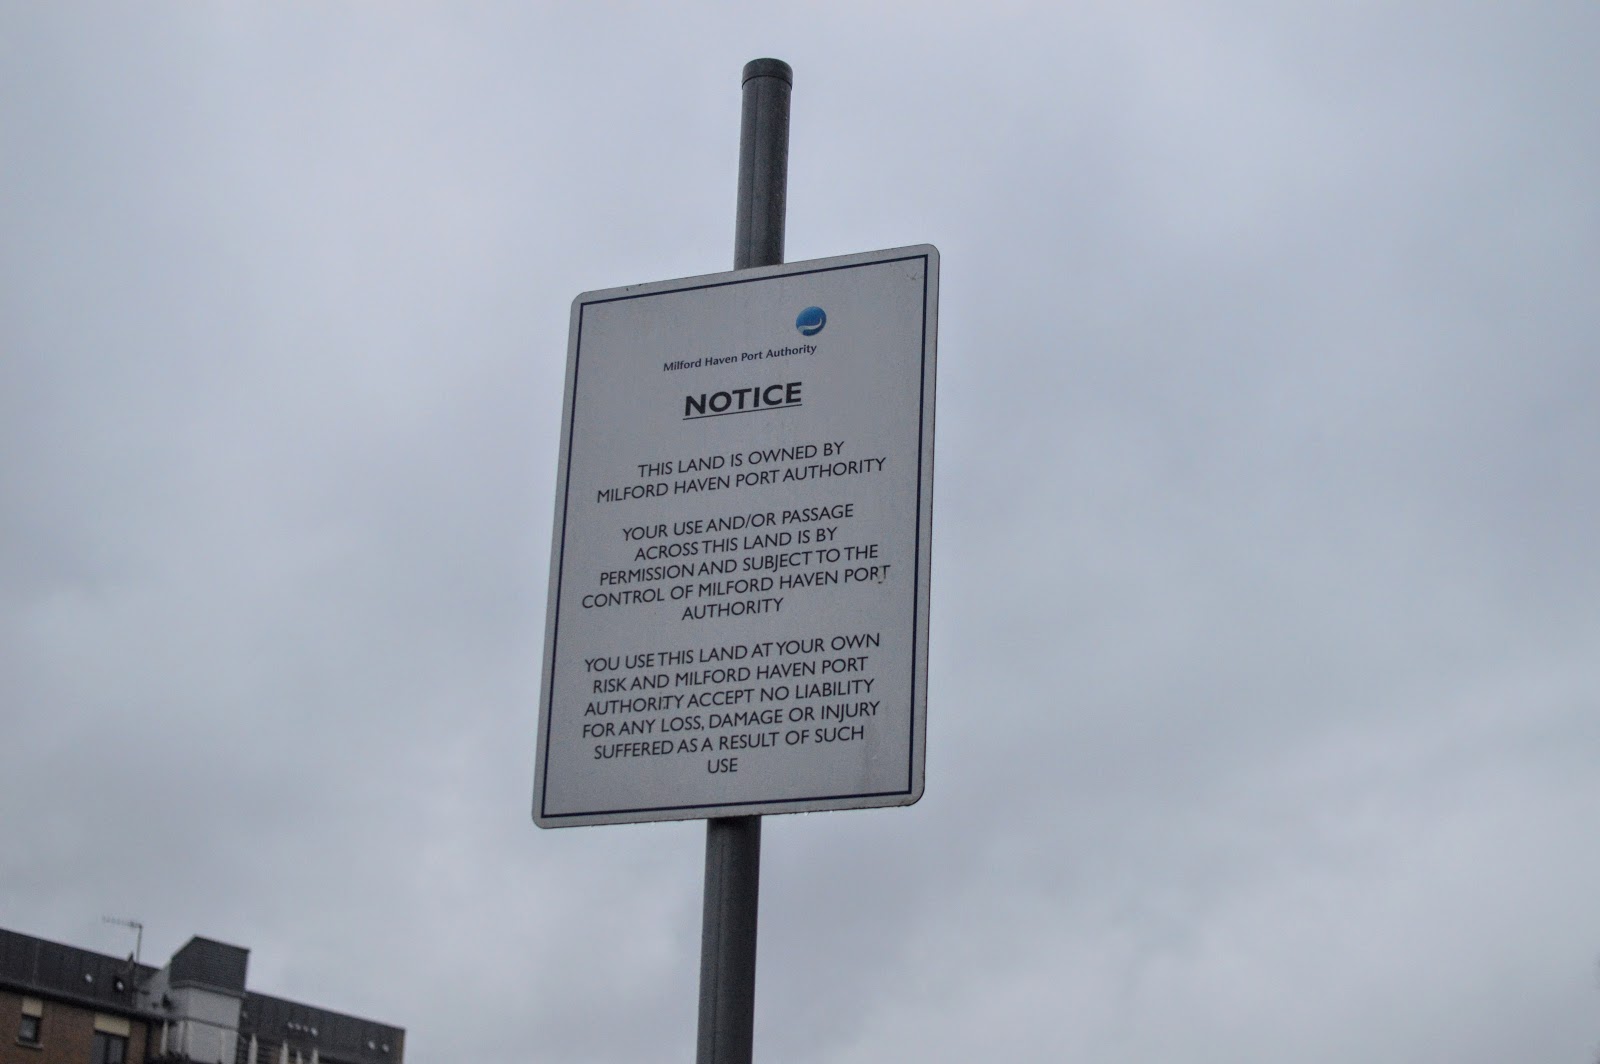 Milford Haven Port Authority
NOTICE
THIS LAND IS OWNED BY
MILFORD HAVEN PORT AUTHORITY
YOUR USE AND/OR PASSAGE
ACROSS THIS LAND IS BY
PERMISSION AND SUBJECT TO THE
CONTROL OF MILFORD HAVEN PORT
AUTHORITY
YOU USE THIS LAND AT YOUR OWN
RISK AND MILFORD HAVEN PORT
AUTHORITY ACCEPT NO LIABILITY
FOR ANY LOSS, DAMAGE OR INJURY
SUFFERED AS A RESULT OF SUCH
USE